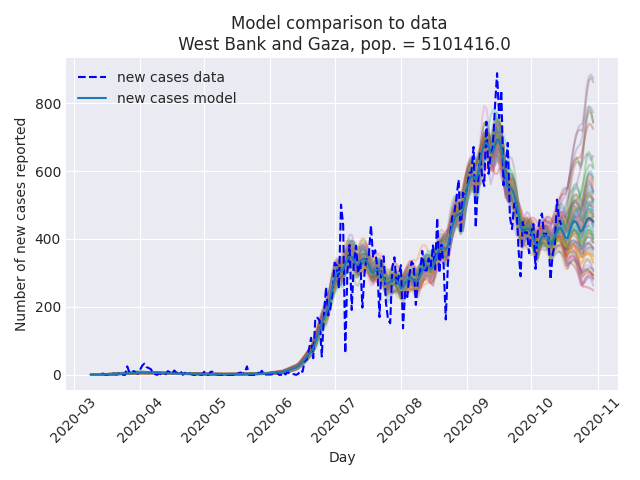 Model comparison to data
West Bank and Gaza, pop. = 5101416.0
new cases data
new cases model
Number of new cases reported
800
600
400
200
0
2020-03
2020-04
2020-05
2020-06
2020-07
2020-08
2020-09
2020-10
2020-11
Day